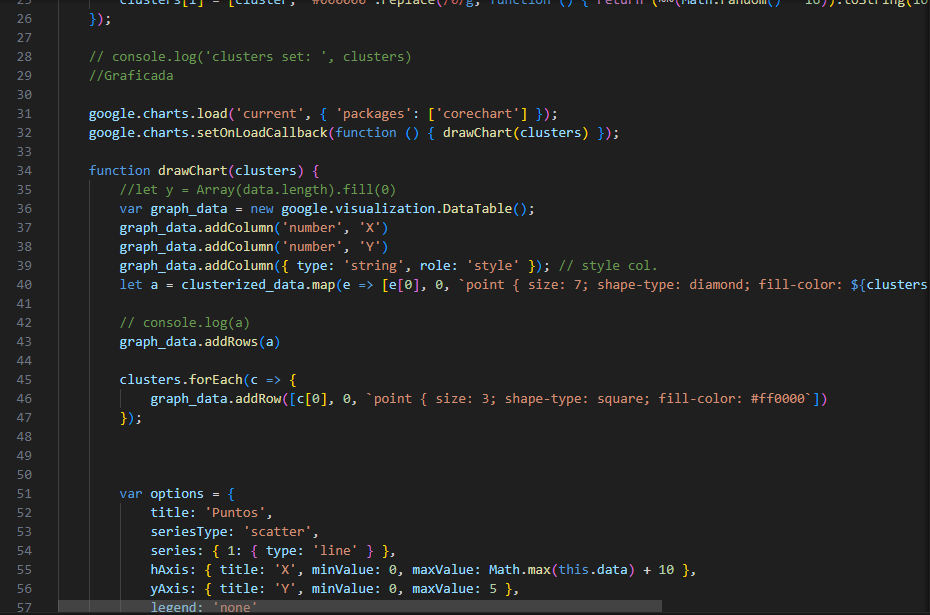 25 clusters[i] = [cluster, "#000000".replace(/0/g, function () { return (~~(Math.random() * 16)).toString(16
26 });
27
28 // console.log('clusters set: ', clusters)
29 //Graficada
30
31 google.charts.load('current', { 'packages': ['corechart'] });
32 google.charts.setOnLoadCallback(function () { drawChart(clusters) });
33
34 function drawChart(clusters) {
35 //let y = Array(data.length).fill(0)
36 var graph_data = new google.visualization.DataTable();
37 graph_data.addColumn('number', 'X')
38 graph_data.addColumn('number', 'Y')
39 graph_data.addColumn({ type: 'string', role: 'style' }); // style col.
40 let a = clusterized_data.map(e => [e[0], 0, `point { size: 7; shape-type: diamond; fill-color: ${clusters
41
42 // console.log(a)
43 graph_data.addRows(a)
44
45 clusters.forEach(c => {
46 graph_data.addRow([c[0], 0, `point { size: 3; shape-type: square; fill-color: #ff0000`])
47 });
48
49
50
51 var options = {
52 title: 'Puntos',
53 seriesType: 'scatter',
54 series: { 1: { type: 'line' } },
55 hAxis: { title: 'X', minValue: 0, maxValue: Math.max(this.data) + 10 },
56 yAxis: { title: 'Y', minValue: 0, maxValue: 5 },
57 legend: 'none'